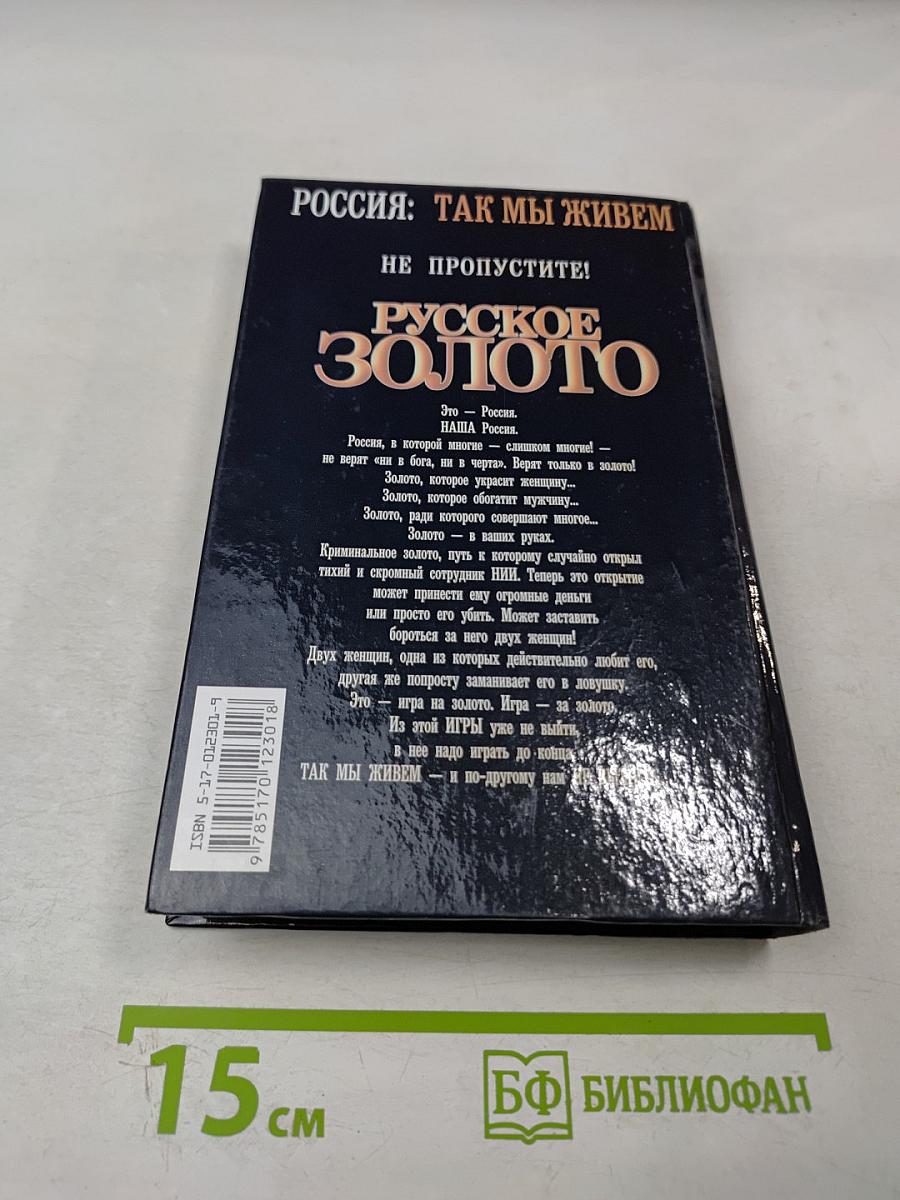 РОССИЯ: ТАК МЫ ЖИВЕМ
НЕ ПРОПУСТИТЕ!
РУССКОЕ
ЗОЛОТО
Это — Россия.
НАША Россия.
Россия, в которой многие — слишком многие! —
не верят «ни в бога, ни в черта». Верят только в золото!
Золото, которое украсит женщину...
Золото, которое обогатит мужчину...
Золото, ради которого совершают многое...
Золото — в ваших руках.
Криминальное золото, путь к которому случайно открыл
тихий и скромный сотрудник НИИ. Теперь это открытие
может принести ему огромные деньги
или просто его убить. Может заставить
бороться за него двух женщин!
Двух женщин, одна из которых действительно любит его,
другая же попросту заманивает его в ловушку.
Это — игра на золото. Игра — за золото.
Из этой ИГРЫ уже не выйти,
в нее надо играть до конца
ТАК МЫ ЖИВЕМ — и по-другому нам
ISBN 5-17-012301-9
9 785170 123018
15 см
БФ БИБЛИОФАН